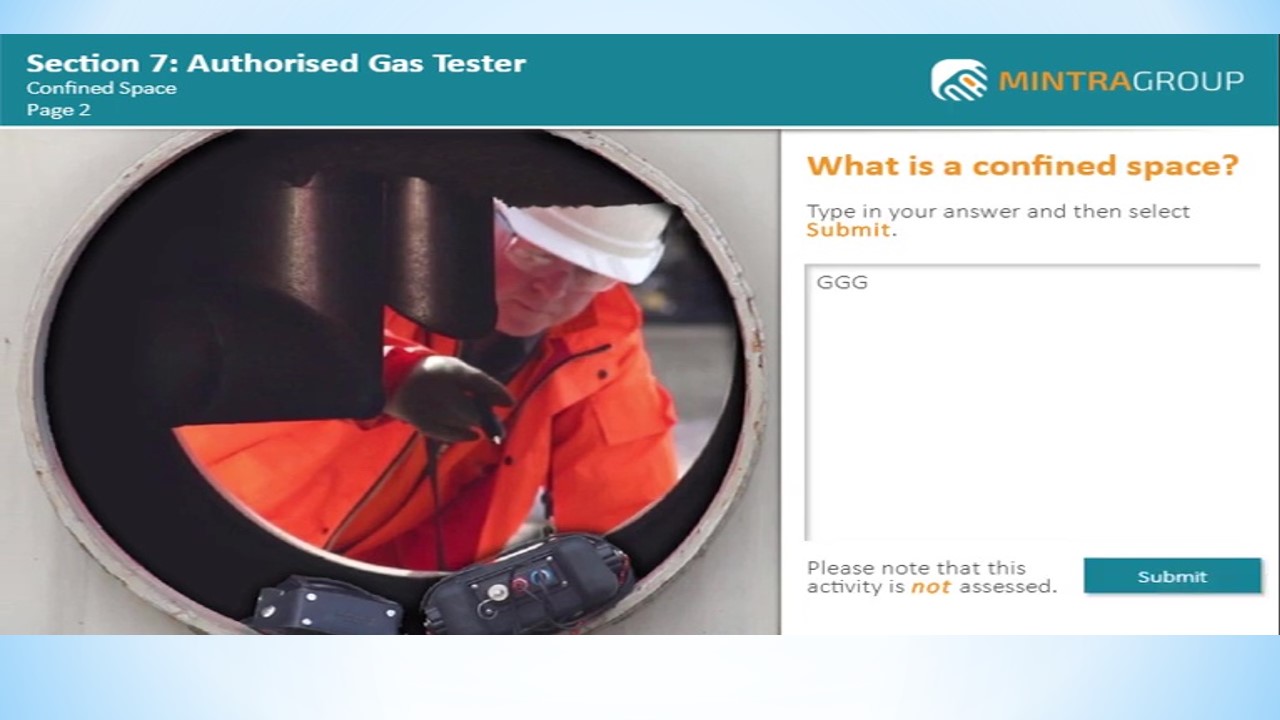 Section 7: Authorised Gas Tester
Confined Space
Page 2
MINTRAGROUP
What is a confined space?
Type in your answer and then select
Submit.
GGG
Please note that this
activity is not assessed.
Submit